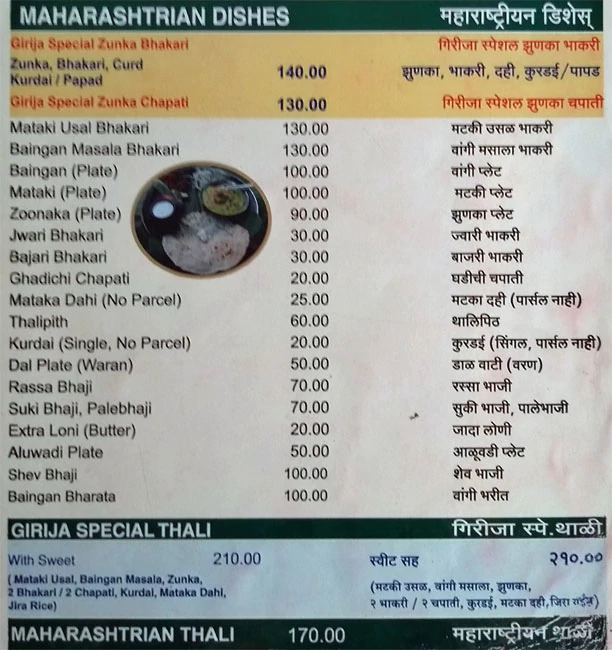 MAHARASHTRIAN DISHES महाराष्ट्रीयन डिशेस्
Girija Special Zunka Bhakari गिरीजा स्पेशल झुणका भाकरी
Zunka, Bhakari, Curd
Kurdai / Papad 140.00 झुणका, भाकरी, दही, कुरडई/पापड
Girija Special Zunka Chapati 130.00 गिरीजा स्पेशल झुणका चपाती
Mataki Usal Bhakari 130.00 मटकी उसळ भाकरी
Baingan Masala Bhakari 130.00 वांगी मसाला भाकरी
Baingan (Plate) 100.00 वांगी प्लेट
Mataki (Plate) 100.00 मटकी प्लेट
Zoonaka (Plate) 90.00 झुणका प्लेट
Jwari Bhakari 30.00 ज्वारी भाकरी
Bajari Bhakari 30.00 बाजरी भाकरी
Ghadichi Chapati 20.00 घडीची चपाती
Mataka Dahi (No Parcel) 25.00 मटका दही (पार्सल नाही)
Thalipith 60.00 थालिपिठ
Kurdai (Single, No Parcel) 20.00 कुरडई (सिंगल, पार्सल नाही)
Dal Plate (Waran) 50.00 डाळ वाटी (वरण)
Rassa Bhaji 70.00 रस्सा भाजी
Suki Bhaji, Palebhaji 70.00 सुकी भाजी, पालेभाजी
Extra Loni (Butter) 20.00 जादा लोणी
Aluwadi Plate 50.00 आळूवडी प्लेट
Shev Bhaji 100.00 शेव भाजी
Baingan Bharata 100.00 वांगी भरीत
GIRIJA SPECIAL THALI गिरीजा स्पे.थाळी
With Sweet 210.00 स्वीट सह २१०.००
( Mataki Usal, Baingan Masala, Zunka, (मटकी उसळ, वांगी मसाला, झुणका,
2 Bhakari / 2 Chapati, Kurdai, Mataka Dahi, २ भाकरी / २ चपाती, कुरडई, मटका दही, जिरा राईस)
Jira Rice)
MAHARASHTRIAN THALI 170.00 महाराष्ट्रीयन थाळी